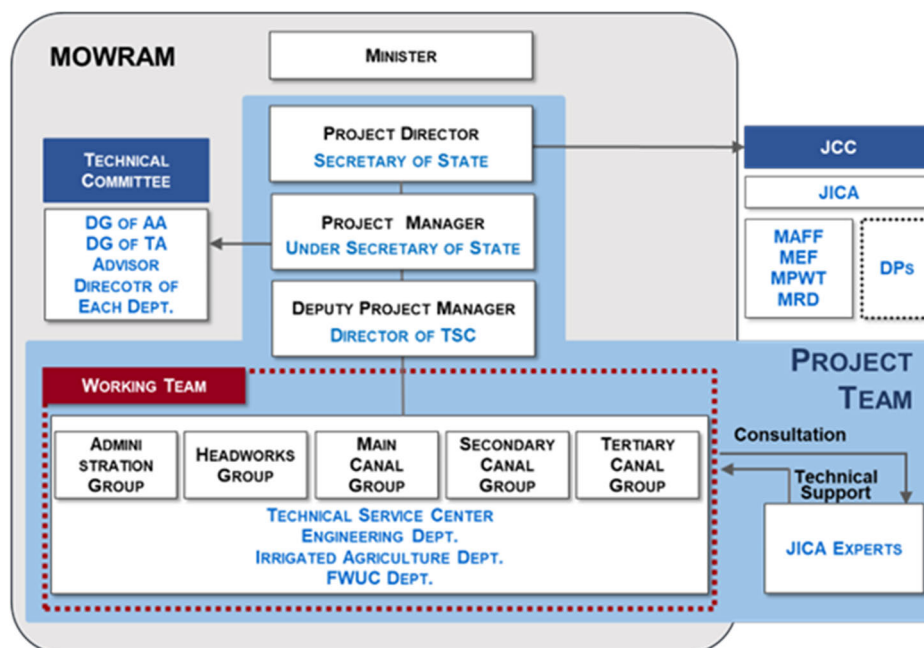 MOWRAM
MINISTER
PROJECT DIRECTOR
SECRETARY OF STATE
TECHNICAL
COMMITTEE
DG OF AA
DG OF TA
ADVISOR
DIRECOTR OF
EACH DEPT.
PROJECT MANAGER
UNDER SECRETARY OF STATE
DEPUTY PROJECT MANAGER
DIRECTOR OF TSC
JCC
JICA
MAFF
MEF
MPWT
MRD
DPS
PROJECT
TEAM
WORKING TEAM
ADMINI
STRATION
GROUP
HEADWORKS
GROUP
MAIN
CANAL
GROUP
SECONDARY
CANAL
GROUP
TERTIARY
CANAL
GROUP
TECHNICAL SERVICE CENTER
ENGINEERING DEPT.
IRRIGATED AGRICULTURE DEPT.
FWUC DEPT.
Consultation
Technical
Support
JICA EXPERTS